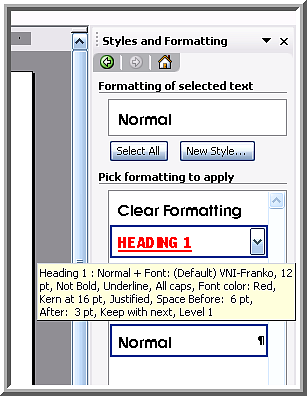 Styles and Formatting
Formatting of selected text
Normal
Select All
New Style...
Pick formatting to apply
Clear Formatting
HEADING 1
Heading 1 : Normal + Font: (Default) VNI-Franko, 12
pt, Not Bold, Underline, All caps, Font color: Red,
Kern at 16 pt, Justified, Space Before:  6 pt,
After:  3 pt, Keep with next, Level 1
Normal ¶